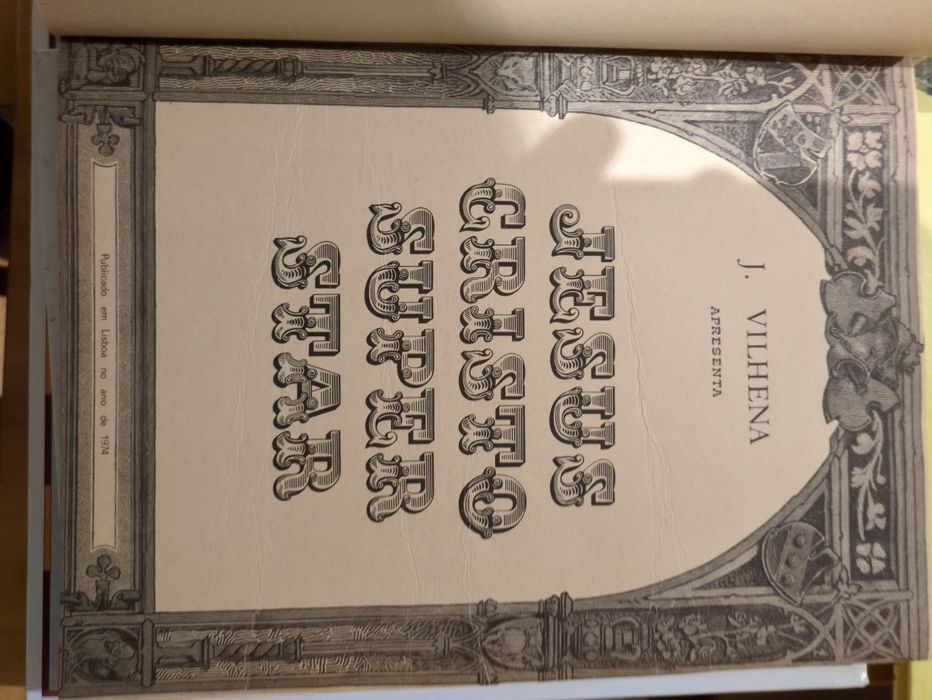 J. VILHENA
APRESENTA
JESUS
CRISTO
SUPER
STAR
Publicado em Lisboa no ano de 1974